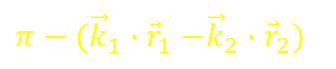 π − (k⃗₁ · r⃗₁ − k⃗₂ · r⃗₂)